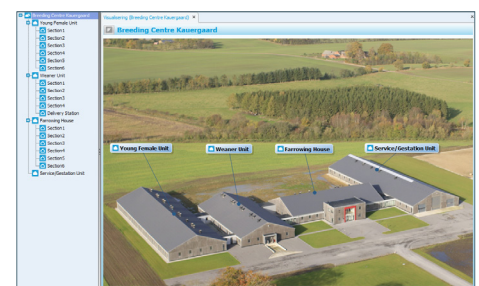 Breeding Centre Kauergaard
Young Female Unit
Section1
Section2
Section3
Section4
Section5
Section6
Weaner Unit
Section1
Section2
Section3
Section4
Delivery Station
Farrowing House
Section1
Section2
Section3
Section4
Section5
Section6
Service/Gestation Unit
Visualisering (Breeding Centre Kauergaard)
Breeding Centre Kauergaard
Young Female Unit
Weaner Unit
Farrowing House
Service/Gestation Unit